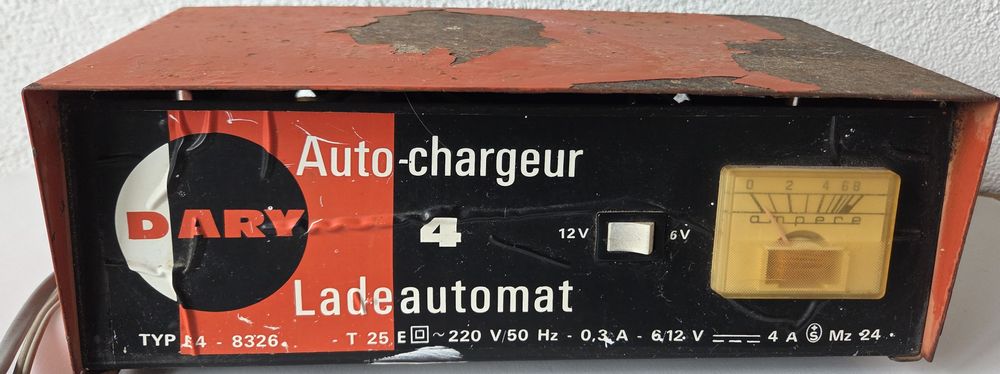 Auto-chargeur
DARY
4
12V 6V
0 2 4 6 8
ampere
Ladeautomat
TYP 84 - 8326 T 25 E ~ 220 V/50 Hz - 0,3 A - 6/12 V 4 A S Mz 24